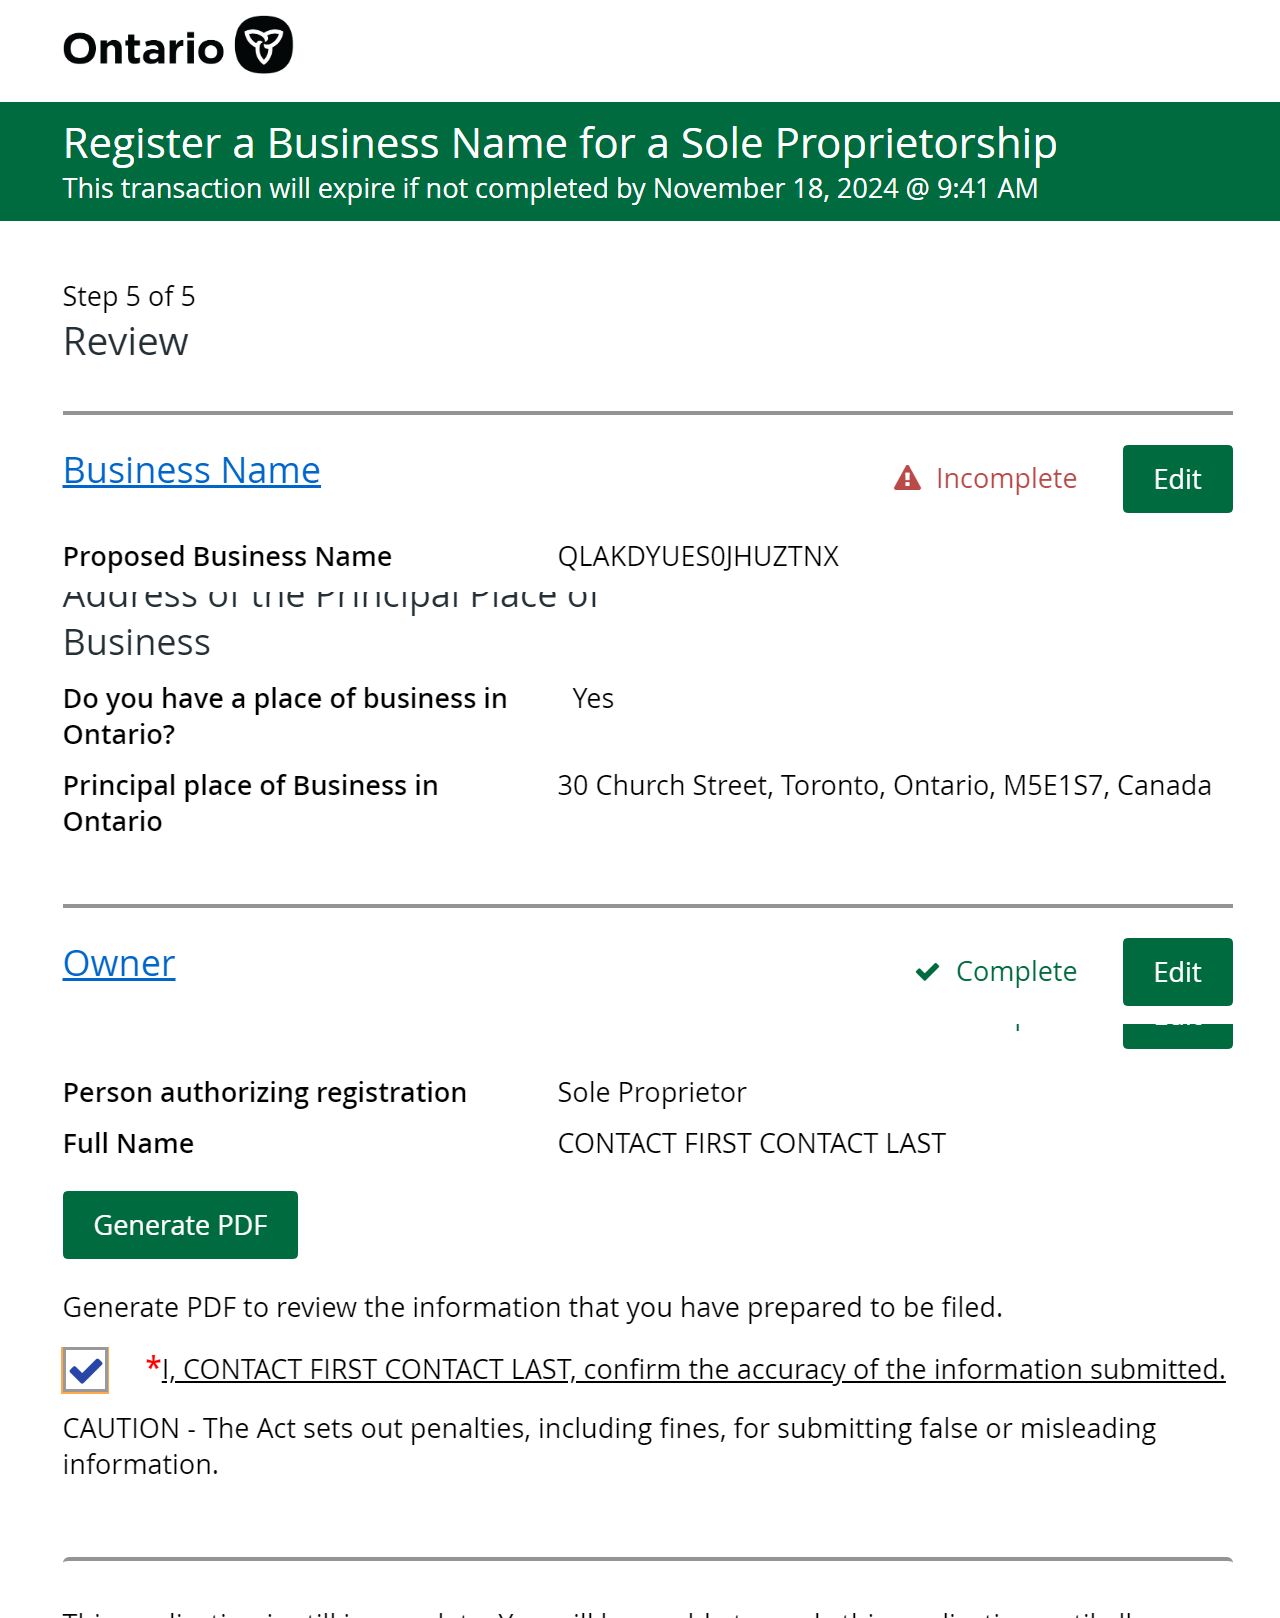 Ontario
Register a Business Name for a Sole Proprietorship
This transaction will expire if not completed by November 18, 2024 @ 9:41 AM
Step 5 of 5
Review
Business Name
Incomplete
Edit
Proposed Business Name
QLAKDYUES0JHUZTNX
Address of the Principal Place of
Business
Do you have a place of business in
Ontario?
Yes
Principal place of Business in
Ontario
30 Church Street, Toronto, Ontario, M5E1S7, Canada
Owner
Complete
Edit
Person authorizing registration
Sole Proprietor
Full Name
CONTACT FIRST CONTACT LAST
Generate PDF
Generate PDF to review the information that you have prepared to be filed.
*I, CONTACT FIRST CONTACT LAST, confirm the accuracy of the information submitted.
CAUTION - The Act sets out penalties, including fines, for submitting false or misleading
information.